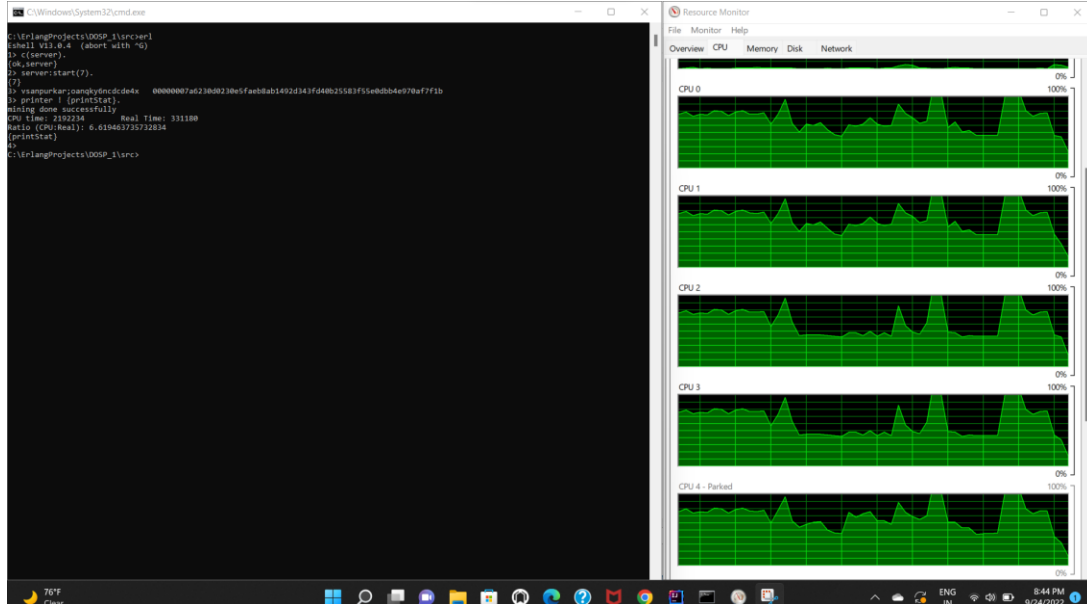 C:\Windows\System32\cmd.exe
C:\ErlangProjects\DOSP_1\src>erl
Eshell V13.0.4  (abort with ^G)
1> c(server).
{ok,server}
2> server:start(7).
{7}
3> vsanpurkar;oanqky6ncdcde4x   00000007a6230d0230e5faeb8ab1492d343fd40b25583f55e0dbb4e970af7f1b
3> printer ! {printStat}.
mining done successfully
CPU time: 2192234       Real Time: 331180
Ratio (CPU:Real): 6.619463735732834
{printStat}
4>
C:\ErlangProjects\DOSP_1\src>
Resource Monitor
File Monitor Help
Overview CPU Memory Disk Network
0%
CPU 0 100%
0%
CPU 1 100%
0%
CPU 2 100%
0%
CPU 3 100%
0%
CPU 4 - Parked 100%
0%
76°F
Clear
ENG
IN
8:44 PM
9/24/2022
1